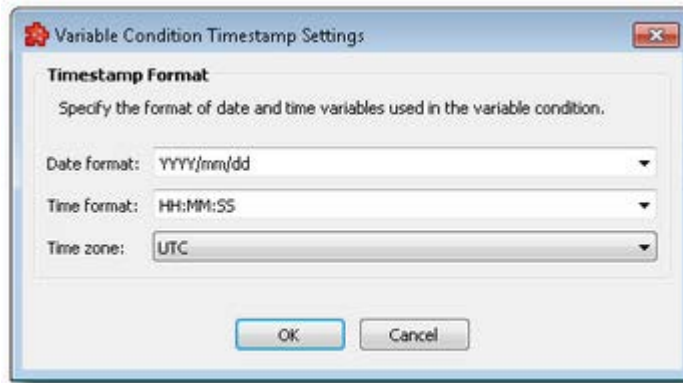 Variable Condition Timestamp Settings
Timestamp Format
Specify the format of date and time variables used in the variable condition.
Date format: YYYY/mm/dd
Time format: HH:MM:SS
Time zone: UTC
OK Cancel